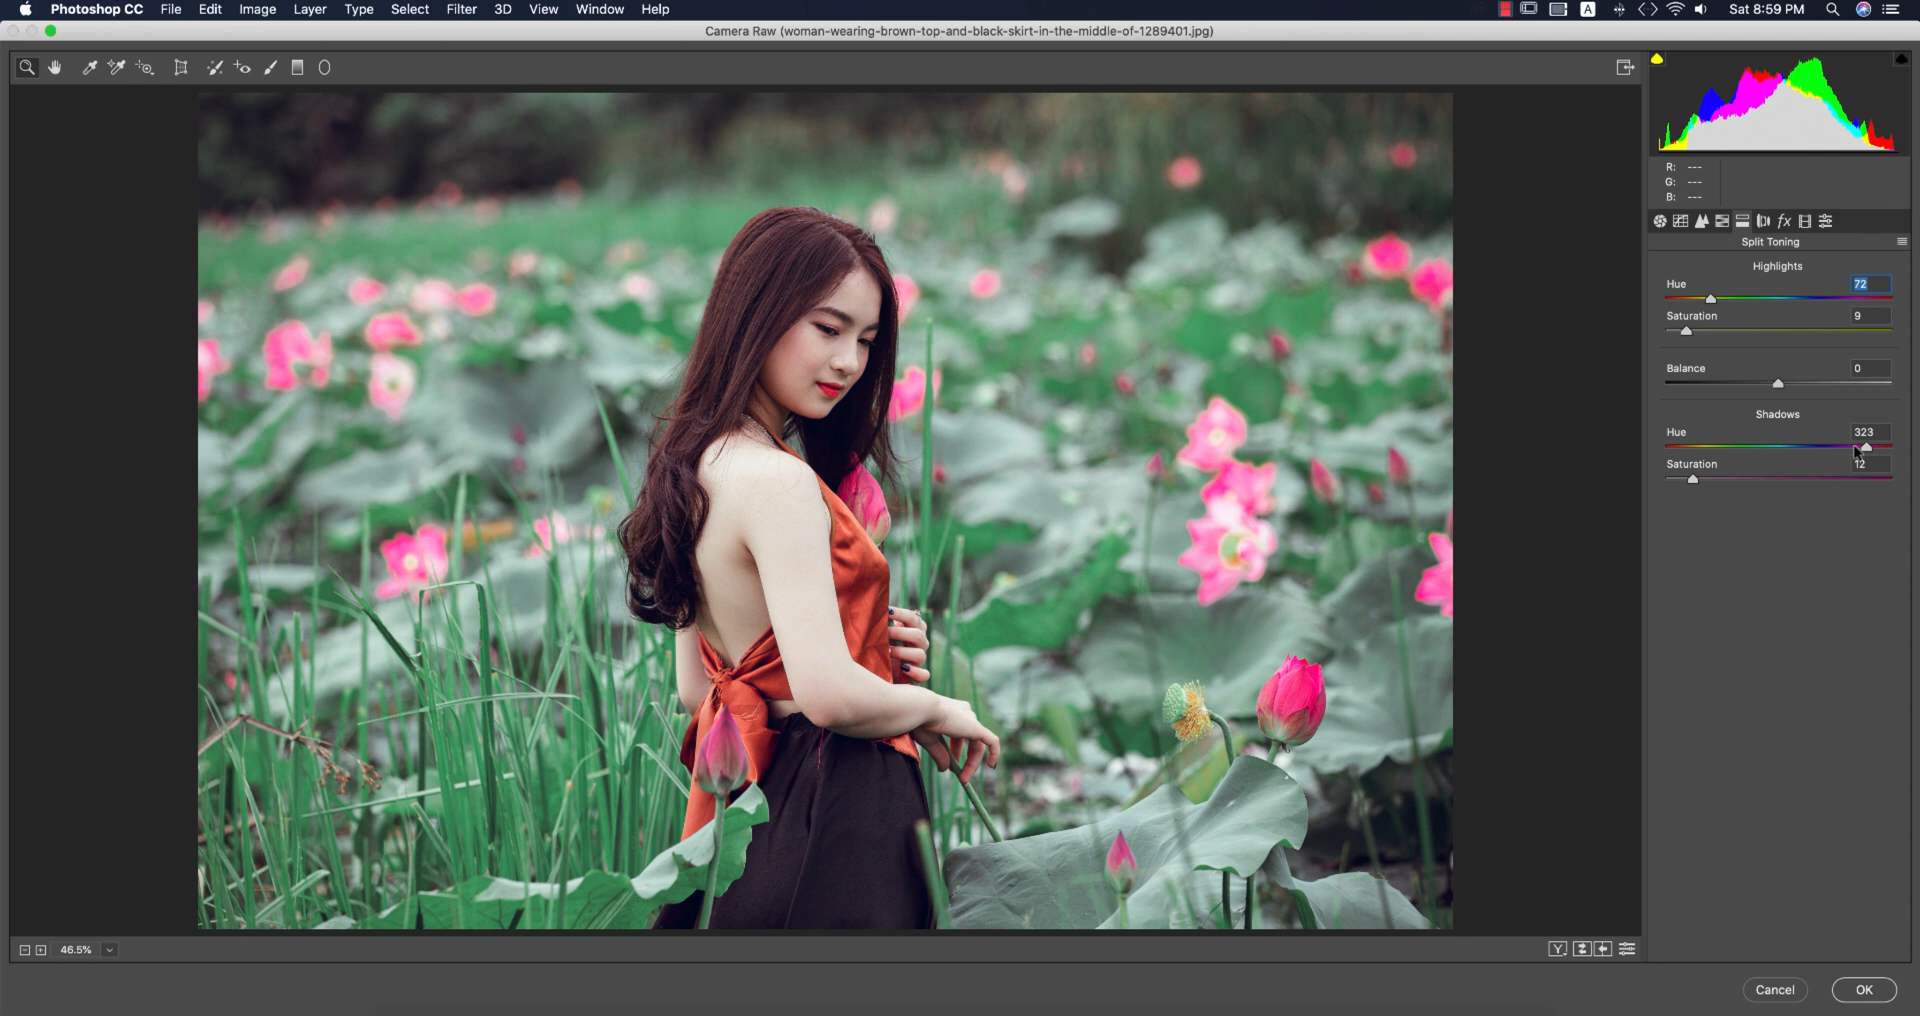 Photoshop CC File Edit Image Layer Type Select Filter 3D View Window Help A Sat 8:59 PM
Camera Raw (woman-wearing-brown-top-and-black-skirt-in-the-middle-of-1289401.jpg)
R: ---
G: ---
B: ---
fx
Split Toning
Highlights
Hue 72
Saturation 9
Balance 0
Shadows
Hue 323
Saturation 12
46.5% Y
Cancel OK